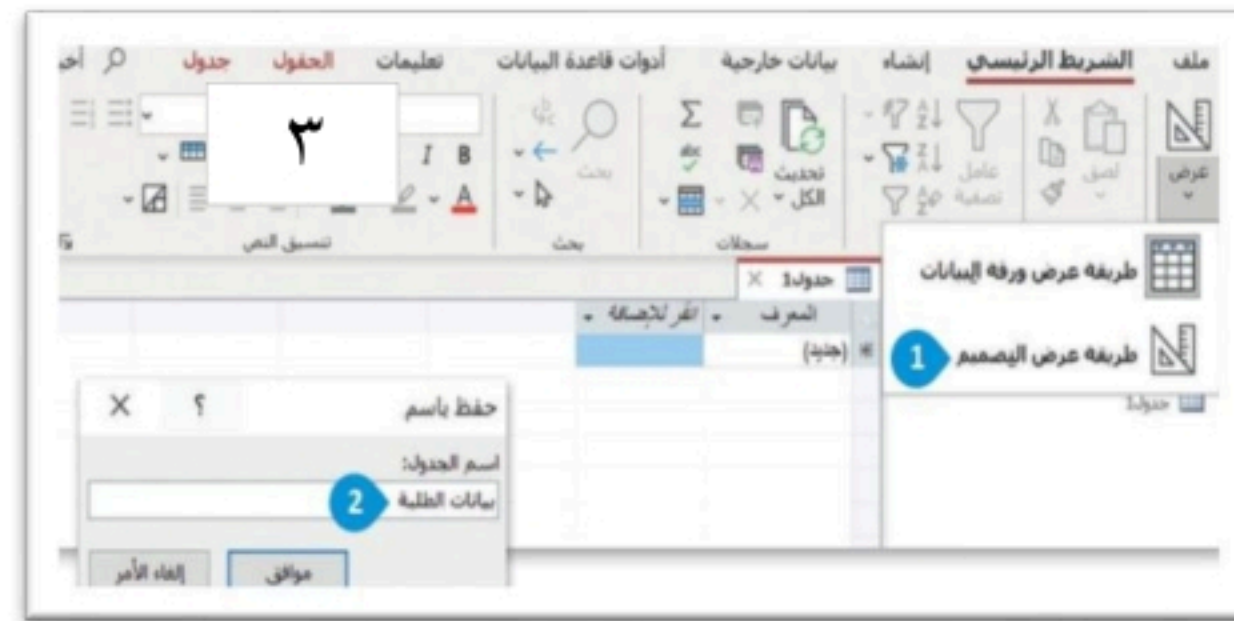 ملف الشريط الرئيسي إنشاء بيانات خارجية أدوات قاعدة البيانات تعليمات الحقول جدول
عرض لصق عامل تصفية تحديث الكل بحث
٣
سجلات بحث تنسيق النص
طريقة عرض ورقة البيانات
1 طريقة عرض التصميم
جدول1
المعرف انقر للإضافة
(جديد)
جدول1
حفظ باسم ؟
اسم الجدول:
بيانات الطلبة 2
موافق إلغاء الأمر